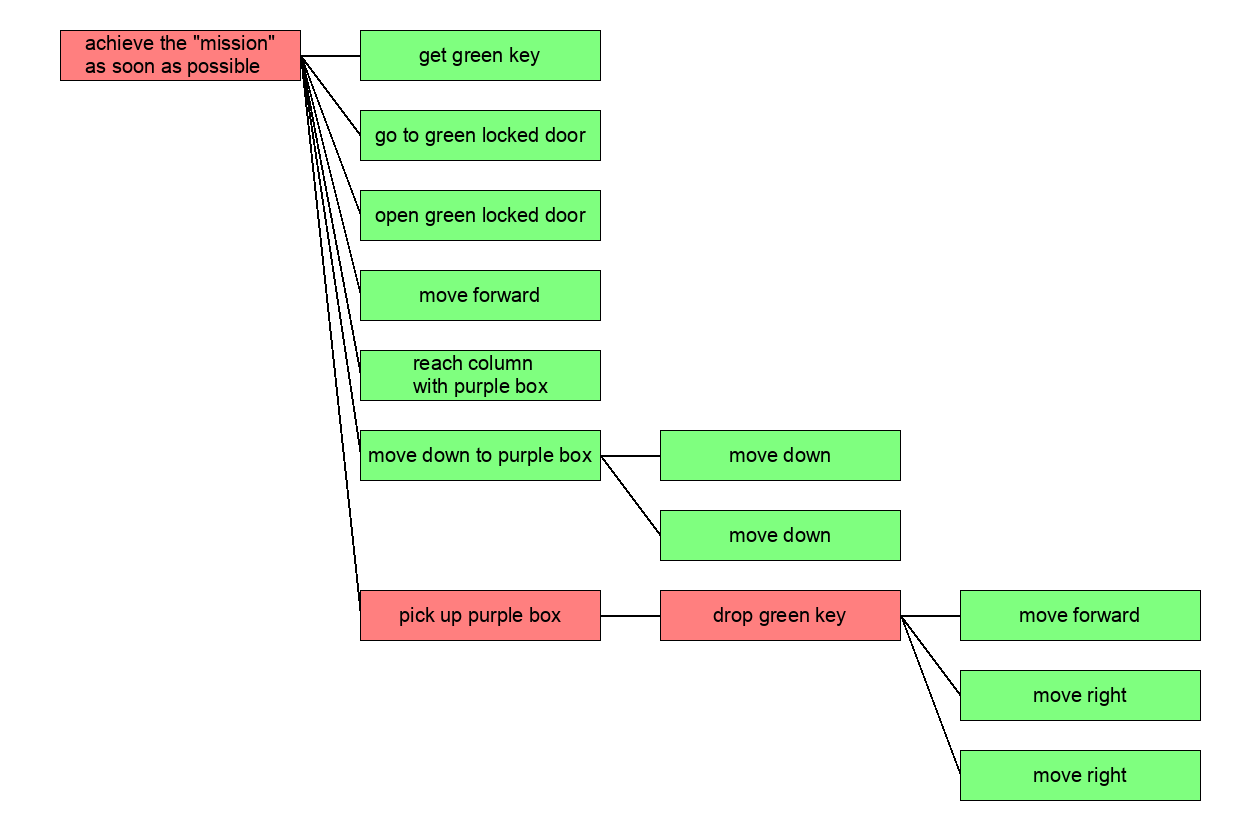 achieve the "mission"
as soon as possible
get green key
go to green locked door
open green locked door
move forward
reach column
with purple box
move down to purple box
move down
move down
pick up purple box
drop green key
move forward
move right
move right